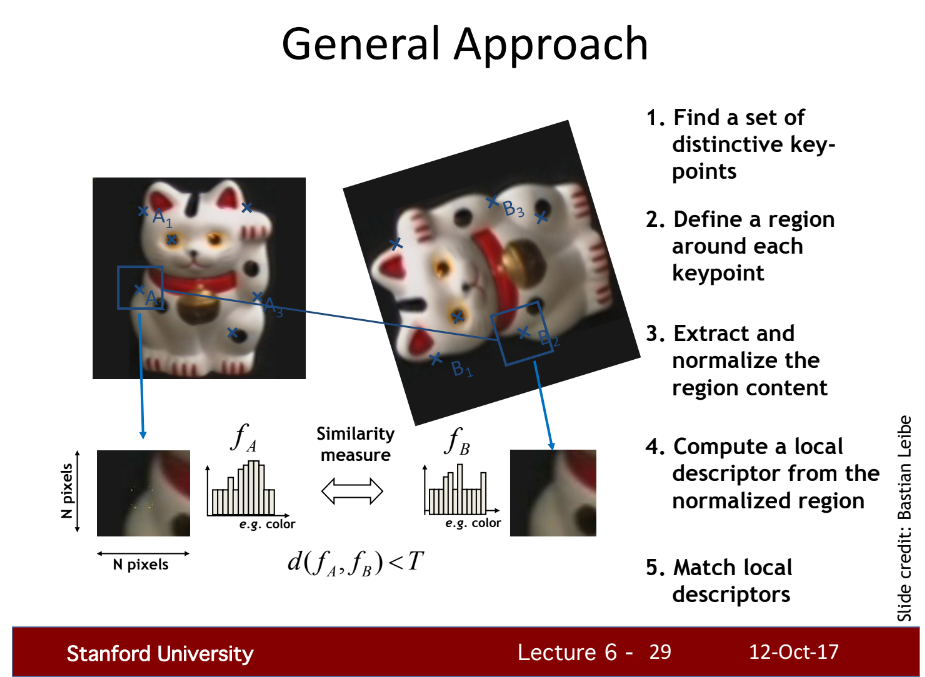 General Approach
1. Find a set of
distinctive key-
points
2. Define a region
around each
keypoint
3. Extract and
normalize the
region content
4. Compute a local
descriptor from the
normalized region
5. Match local
descriptors
A1
A3
B3
B1
B2
N pixels
N pixels
fA
e.g. color
Similarity
measure
fB
e.g. color
d(fA, fB) < T
Slide credit: Bastian Leibe
Stanford University
Lecture 6 - 29
12-Oct-17